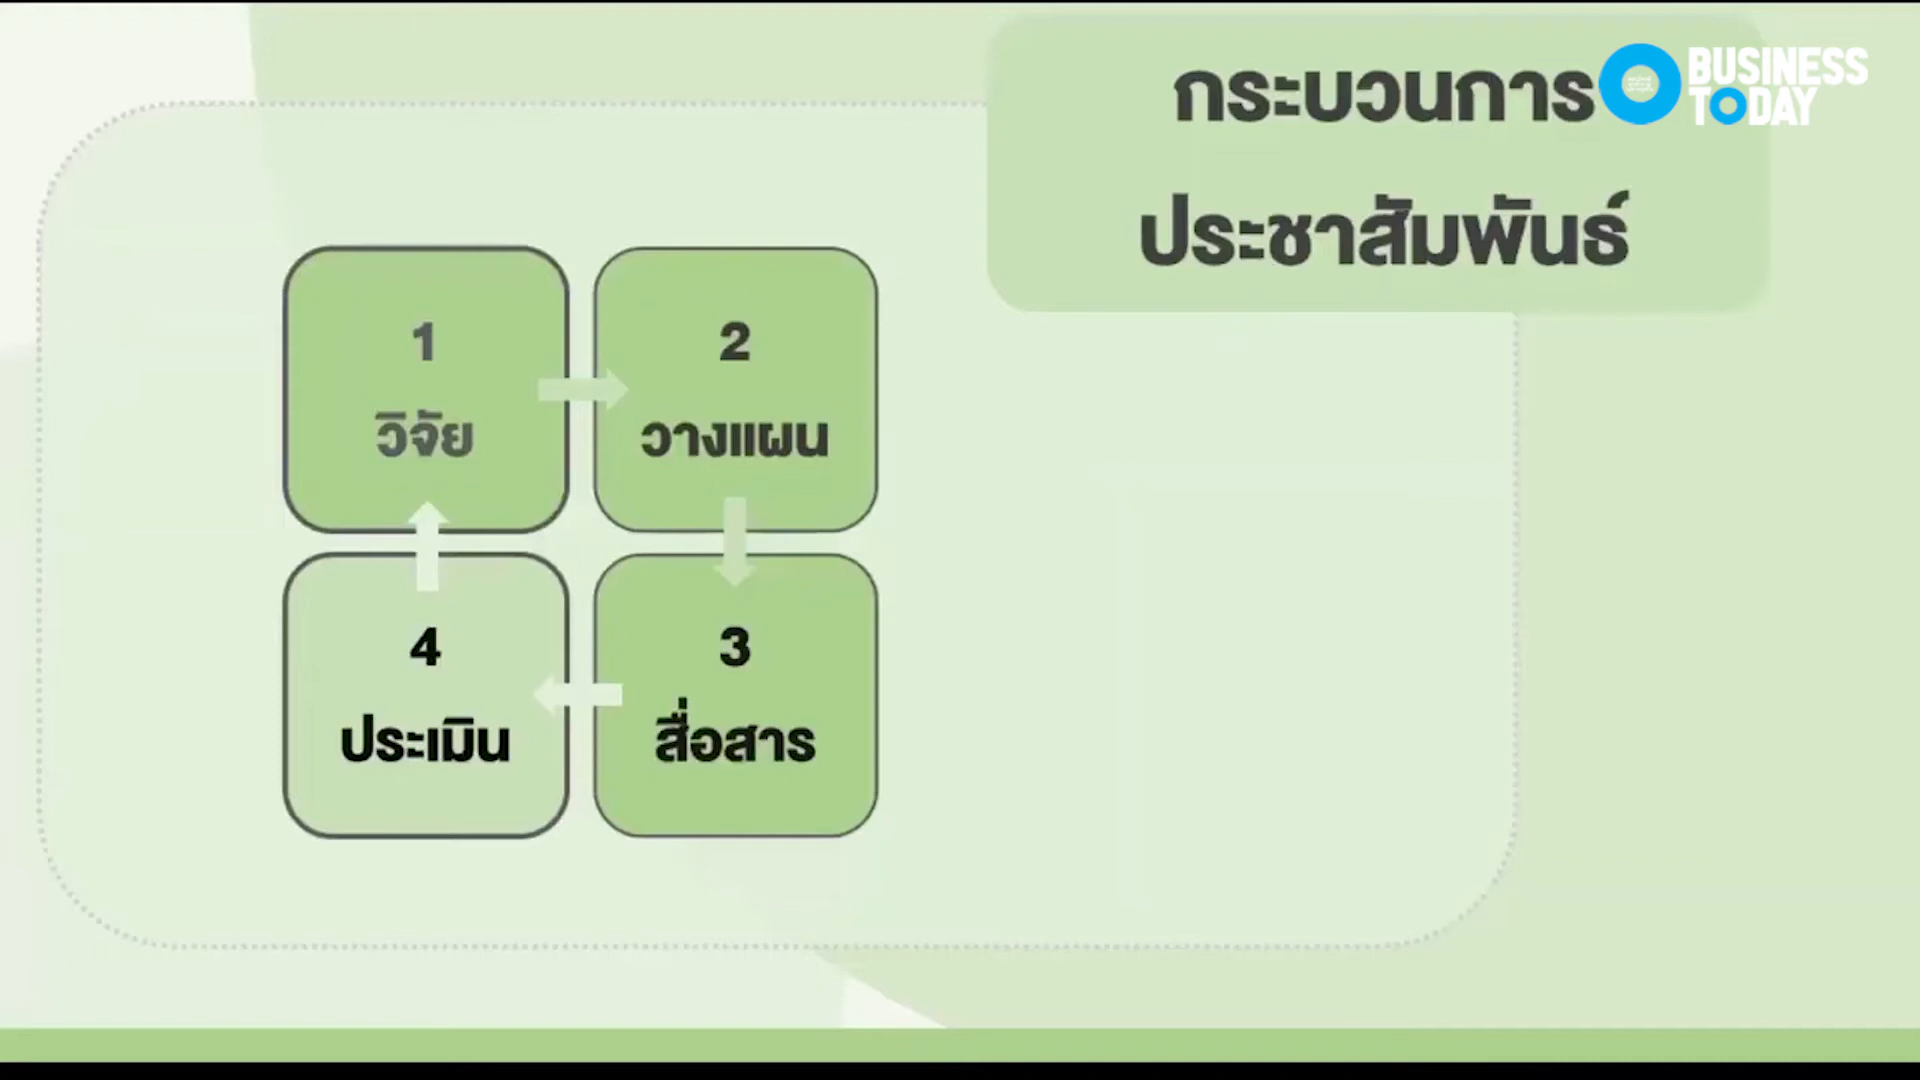 กระบวนการ
ประชาสัมพันธ์
BUSINESS
TODAY
1
วิจัย
2
วางแผน
4
ประเมิน
3
สื่อสาร